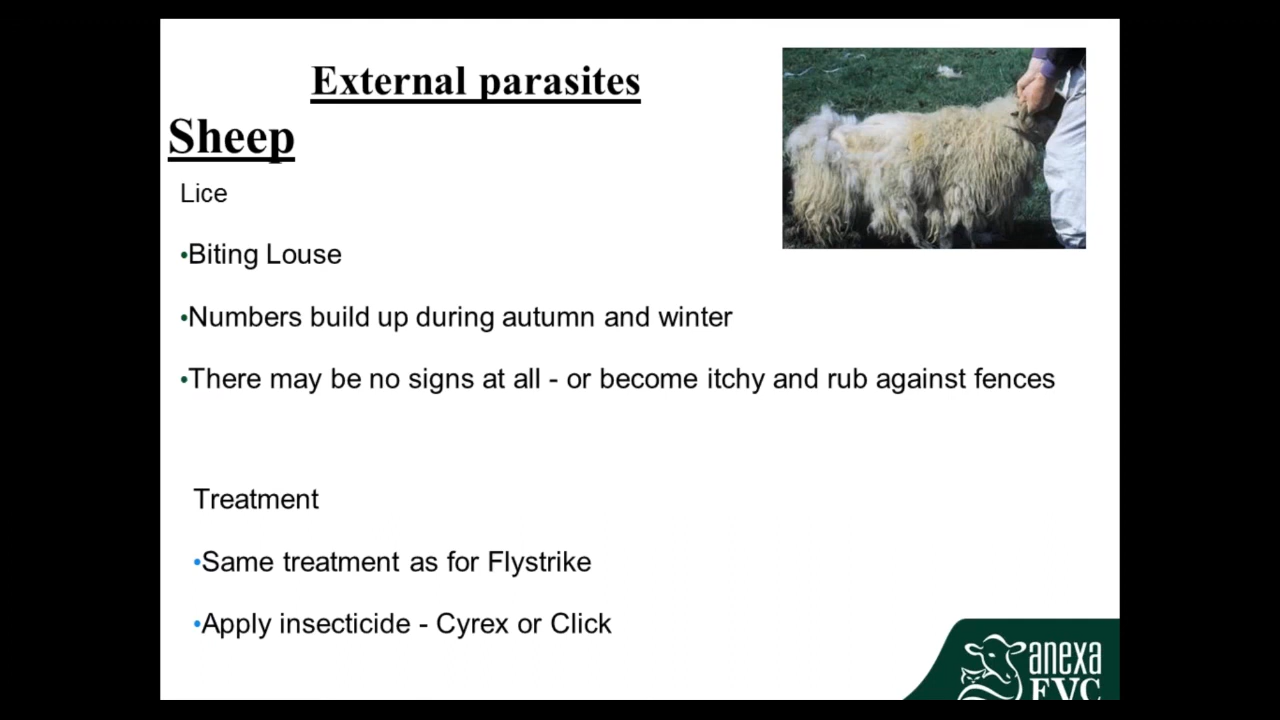 External parasites
Sheep
Lice
•Biting Louse
•Numbers build up during autumn and winter
•There may be no signs at all - or become itchy and rub against fences
Treatment
•Same treatment as for Flystrike
•Apply insecticide - Cyrex or Click
anexa
FVC